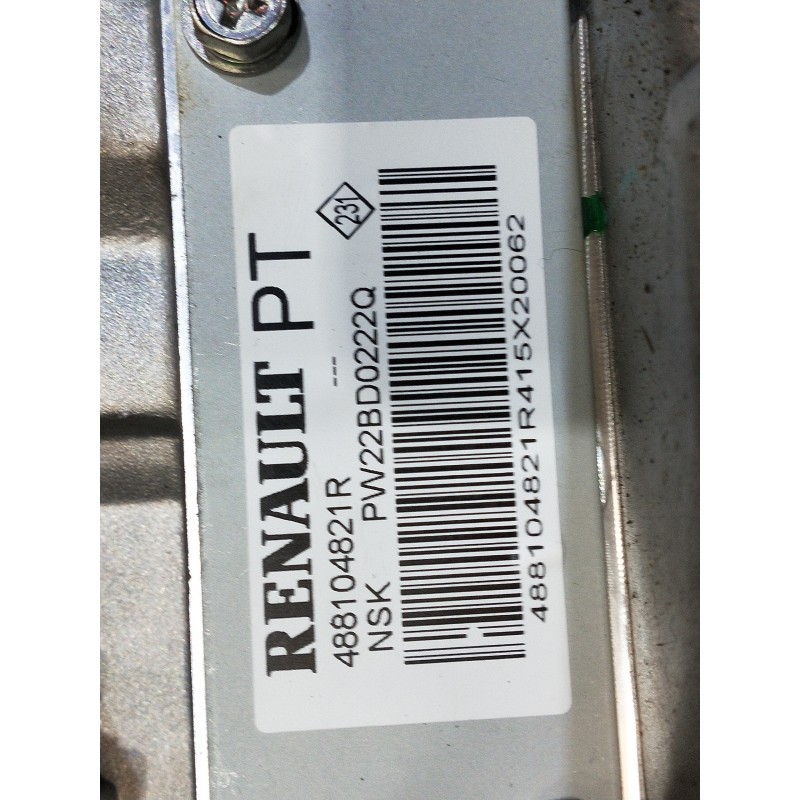 RENAULT PT
231
488104821R ---
NSK PW22BD0222Q
488104821R415X20062